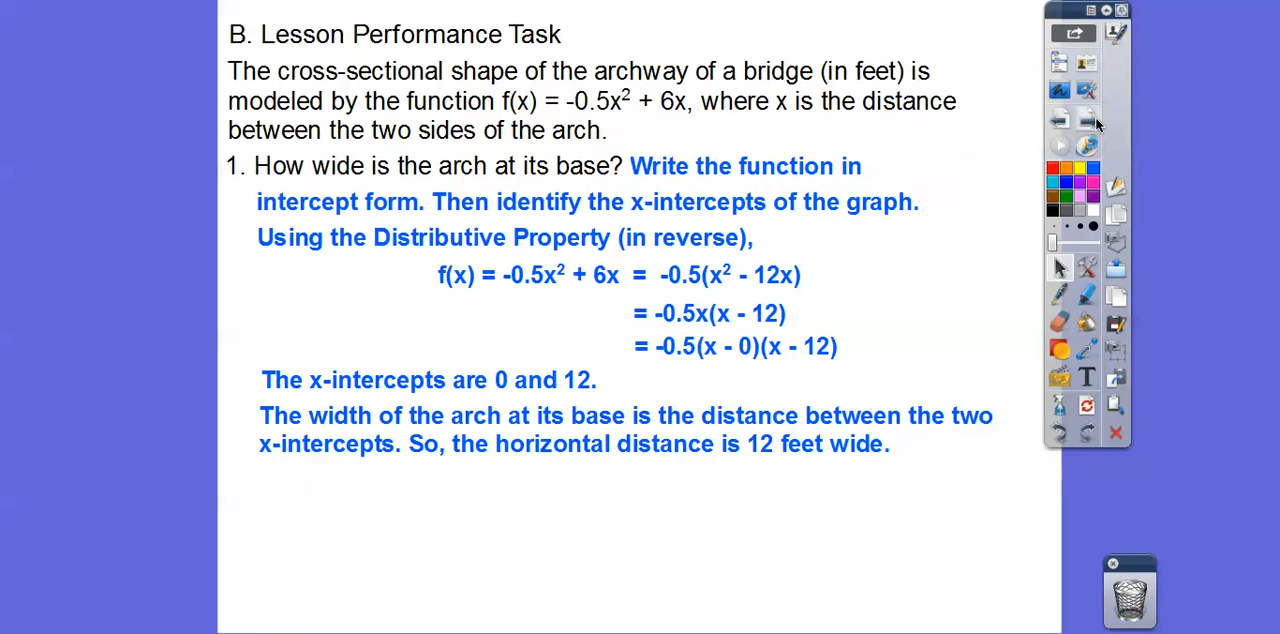 B. Lesson Performance Task
The cross-sectional shape of the archway of a bridge (in feet) is
modeled by the function f(x) = -0.5x² + 6x, where x is the distance
between the two sides of the arch.
1. How wide is the arch at its base? Write the function in
intercept form. Then identify the x-intercepts of the graph.
Using the Distributive Property (in reverse),
f(x) = -0.5x² + 6x = -0.5(x² - 12x)
= -0.5x(x - 12)
= -0.5(x - 0)(x - 12)
The x-intercepts are 0 and 12.
The width of the arch at its base is the distance between the two
x-intercepts. So, the horizontal distance is 12 feet wide.